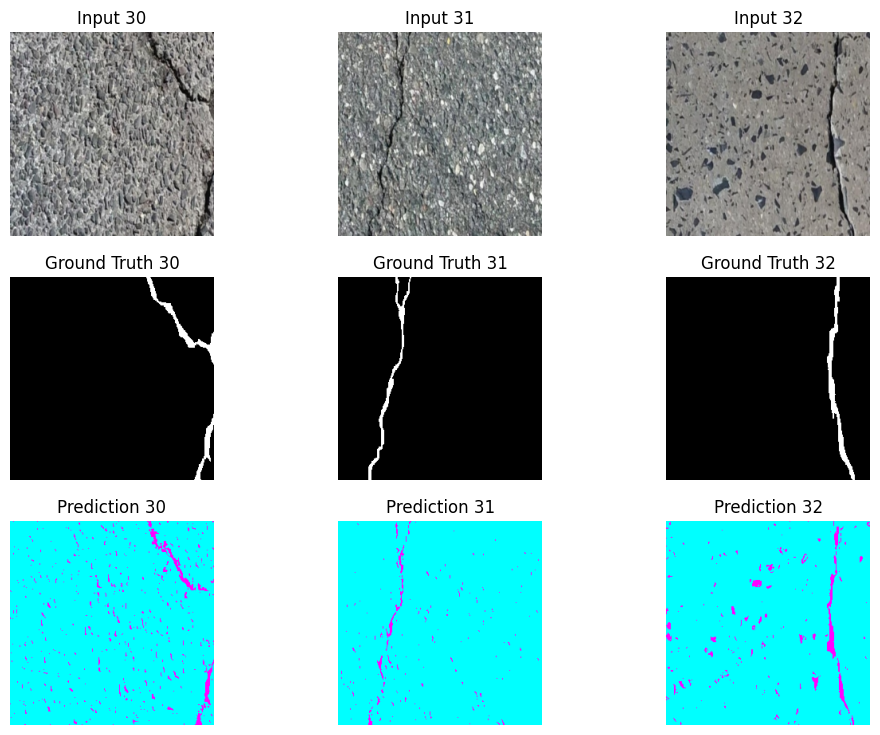 Input 30
Input 31
Input 32
Ground Truth 30
Ground Truth 31
Ground Truth 32
Prediction 30
Prediction 31
Prediction 32